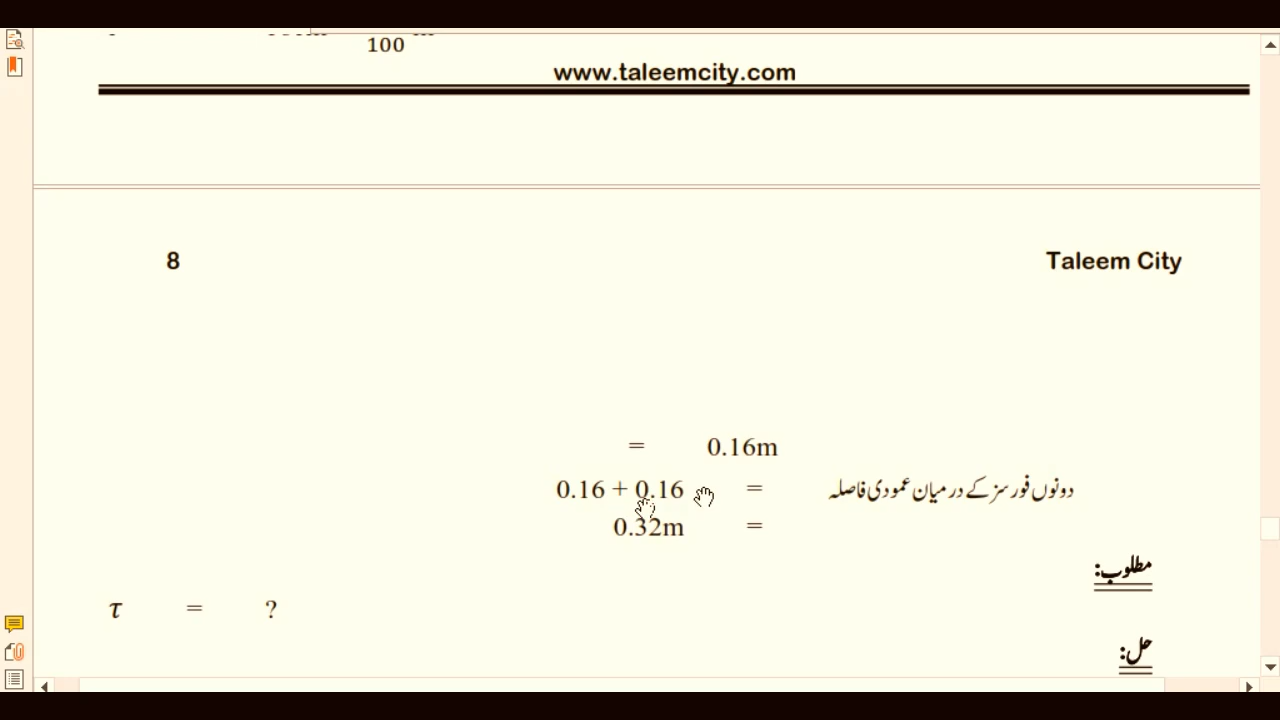 100
www.taleemcity.com
8 Taleem City
= 0.16m
دونوں فورسز کے درمیان عمودی فاصلہ = 0.16 + 0.16
= 0.32m
مطلوب:
τ = ?
حل: